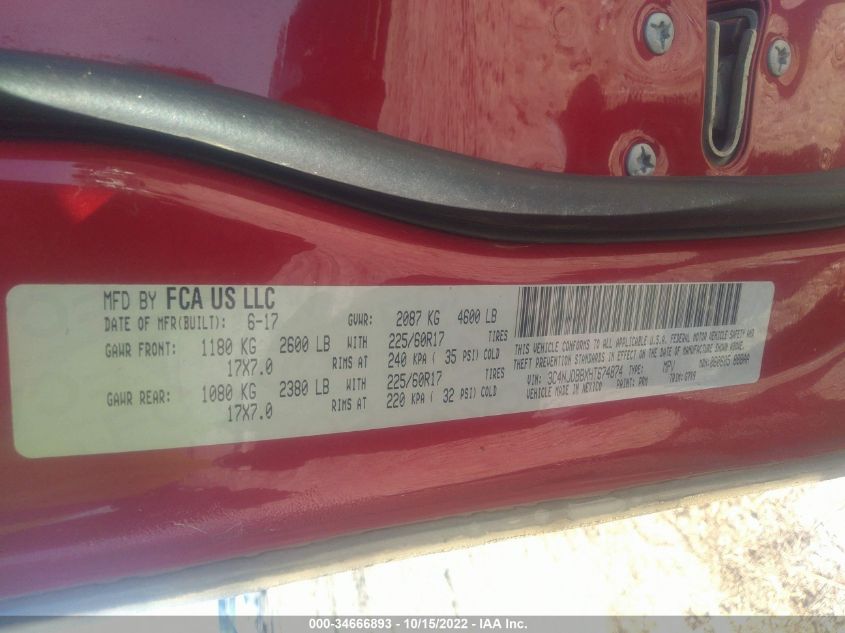 MFD BY FCA US LLC
DATE OF MFR(BUILT): 6-17 GVWR: 2087 KG 4600 LB
GAWR FRONT: 1180 KG 2600 LB WITH 225/60R17 TIRES
17X7.0 RIMS AT 240 KPA ( 35 PSI) COLD
GAWR REAR: 1080 KG 2380 LB WITH 225/60R17 TIRES
17X7.0 RIMS AT 220 KPA ( 32 PSI) COLD
THIS VEHICLE CONFORMS TO ALL APPLICABLE U.S.A. FEDERAL MOTOR VEHICLE SAFETY AND
THEFT PREVENTION STANDARDS IN EFFECT ON THE DATE OF MANUFACTURE SHOWN ABOVE.
VIN: 3C4NJDBBXHT674874 TYPE: MPV MDH:
VEHICLE MADE IN MEXICO PAINT: PRM TRIM:
000-34666893 - 10/15/2022 - IAA Inc.